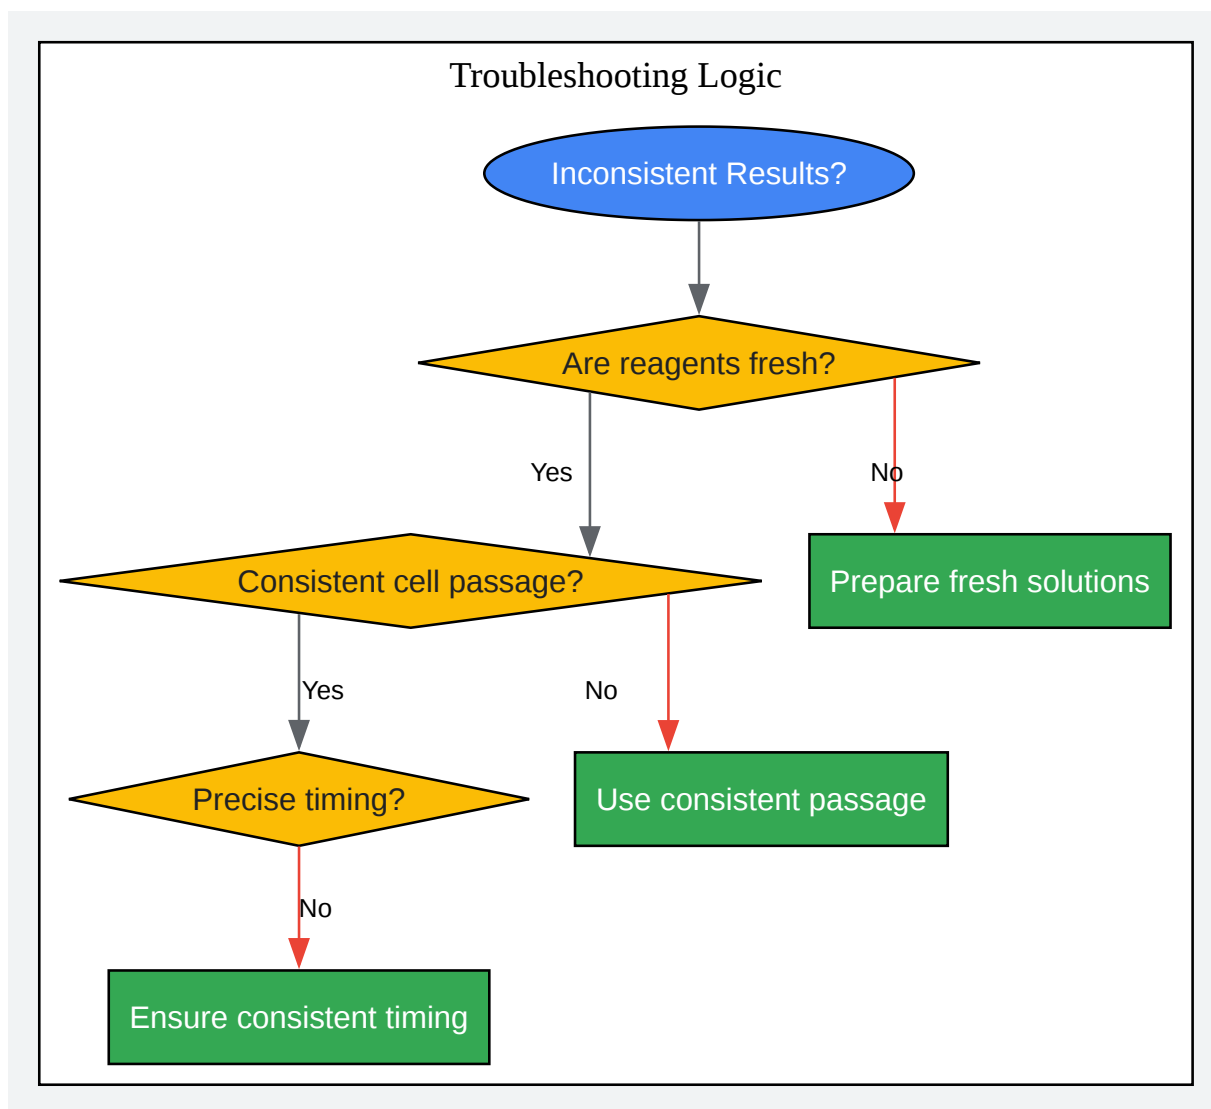 Troubleshooting Logic
Inconsistent Results?
Are reagents fresh?
Yes
No
Consistent cell passage?
Prepare fresh solutions
Yes
No
Precise timing?
Use consistent passage
No
Ensure consistent timing